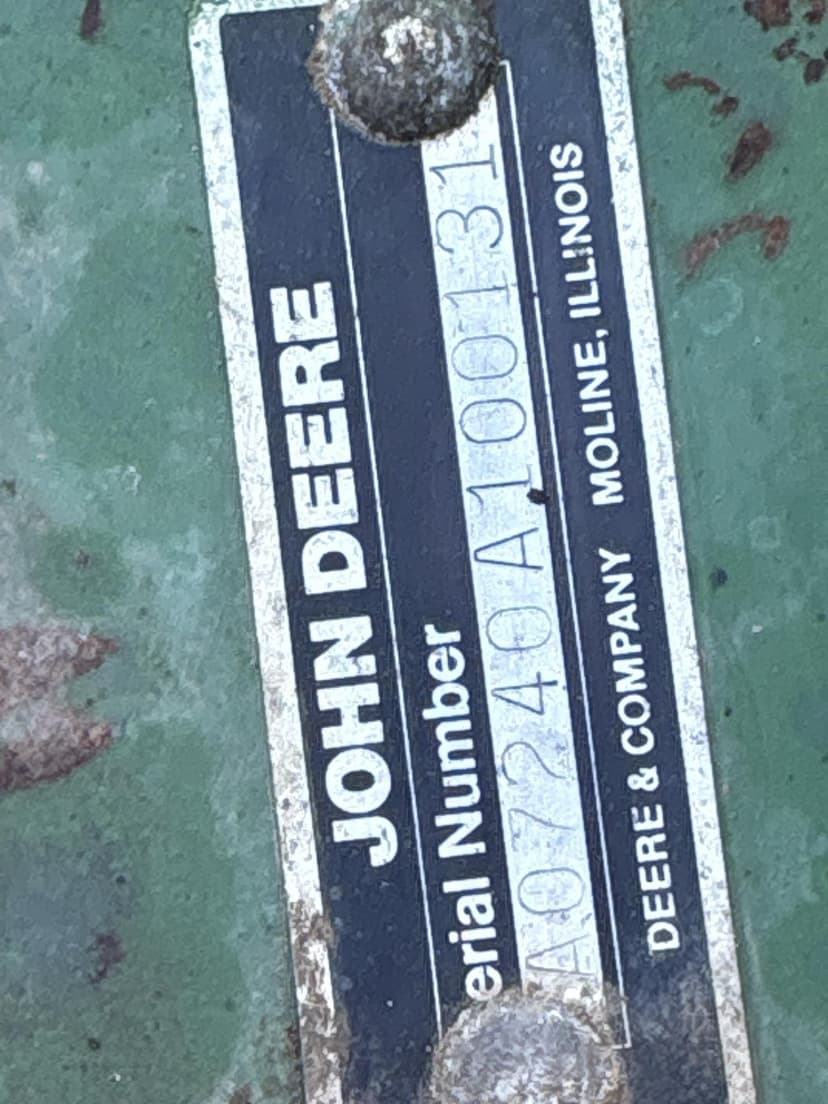 JOHN DEERE
erial Number
A07240A100131
DEERE & COMPANY MOLINE, ILLINOIS